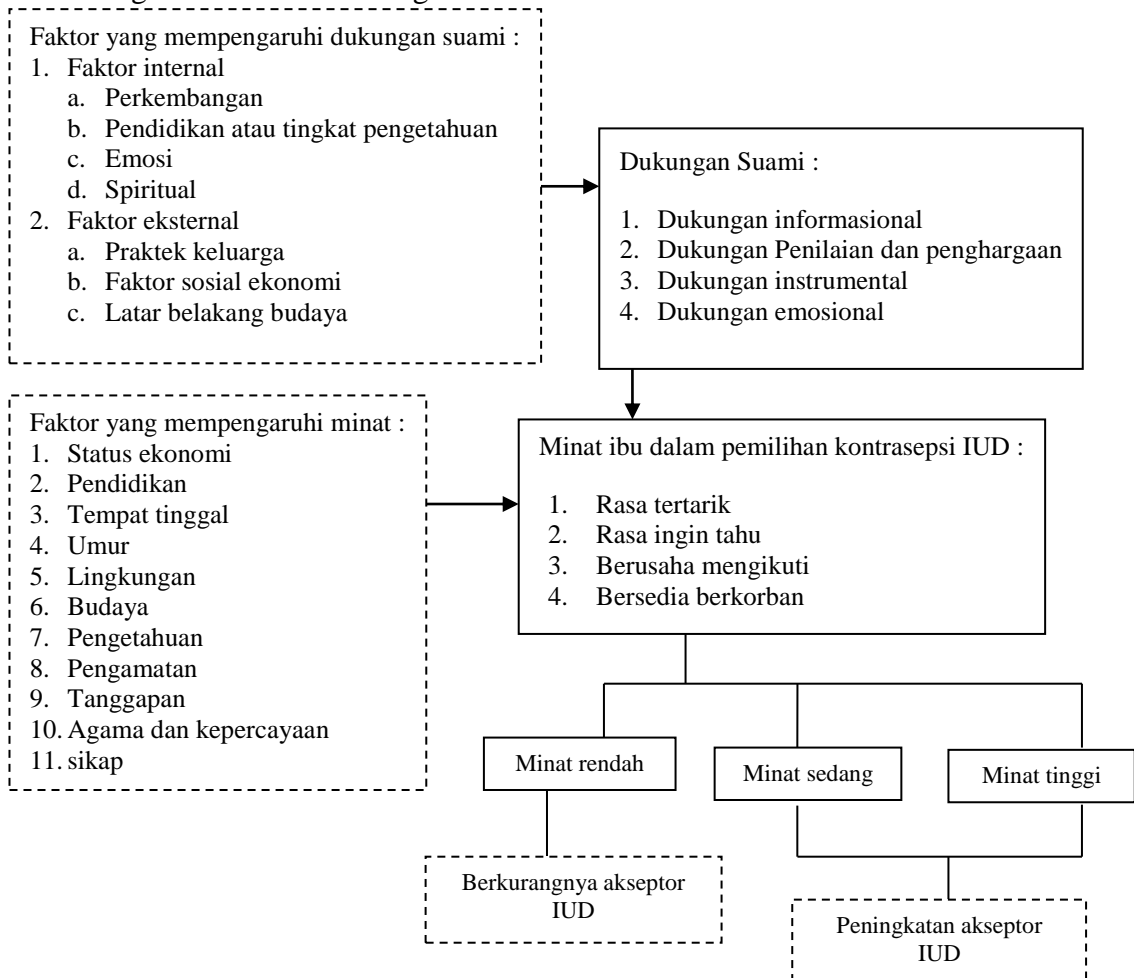 Faktor yang mempengaruhi dukungan suami :
1. Faktor internal
a. Perkembangan
b. Pendidikan atau tingkat pengetahuan
c. Emosi
d. Spiritual
2. Faktor eksternal
a. Praktek keluarga
b. Faktor sosial ekonomi
c. Latar belakang budaya
Dukungan Suami :
1. Dukungan informasional
2. Dukungan Penilaian dan penghargaan
3. Dukungan instrumental
4. Dukungan emosional
Faktor yang mempengaruhi minat :
1. Status ekonomi
2. Pendidikan
3. Tempat tinggal
4. Umur
5. Lingkungan
6. Budaya
7. Pengetahuan
8. Pengamatan
9. Tanggapan
10. Agama dan kepercayaan
11. sikap
Minat ibu dalam pemilihan kontrasepsi IUD :
1. Rasa tertarik
2. Rasa ingin tahu
3. Berusaha mengikuti
4. Bersedia berkorban
Minat rendah
Minat sedang
Minat tinggi
Berkurangnya akseptor
IUD
Peningkatan akseptor
IUD